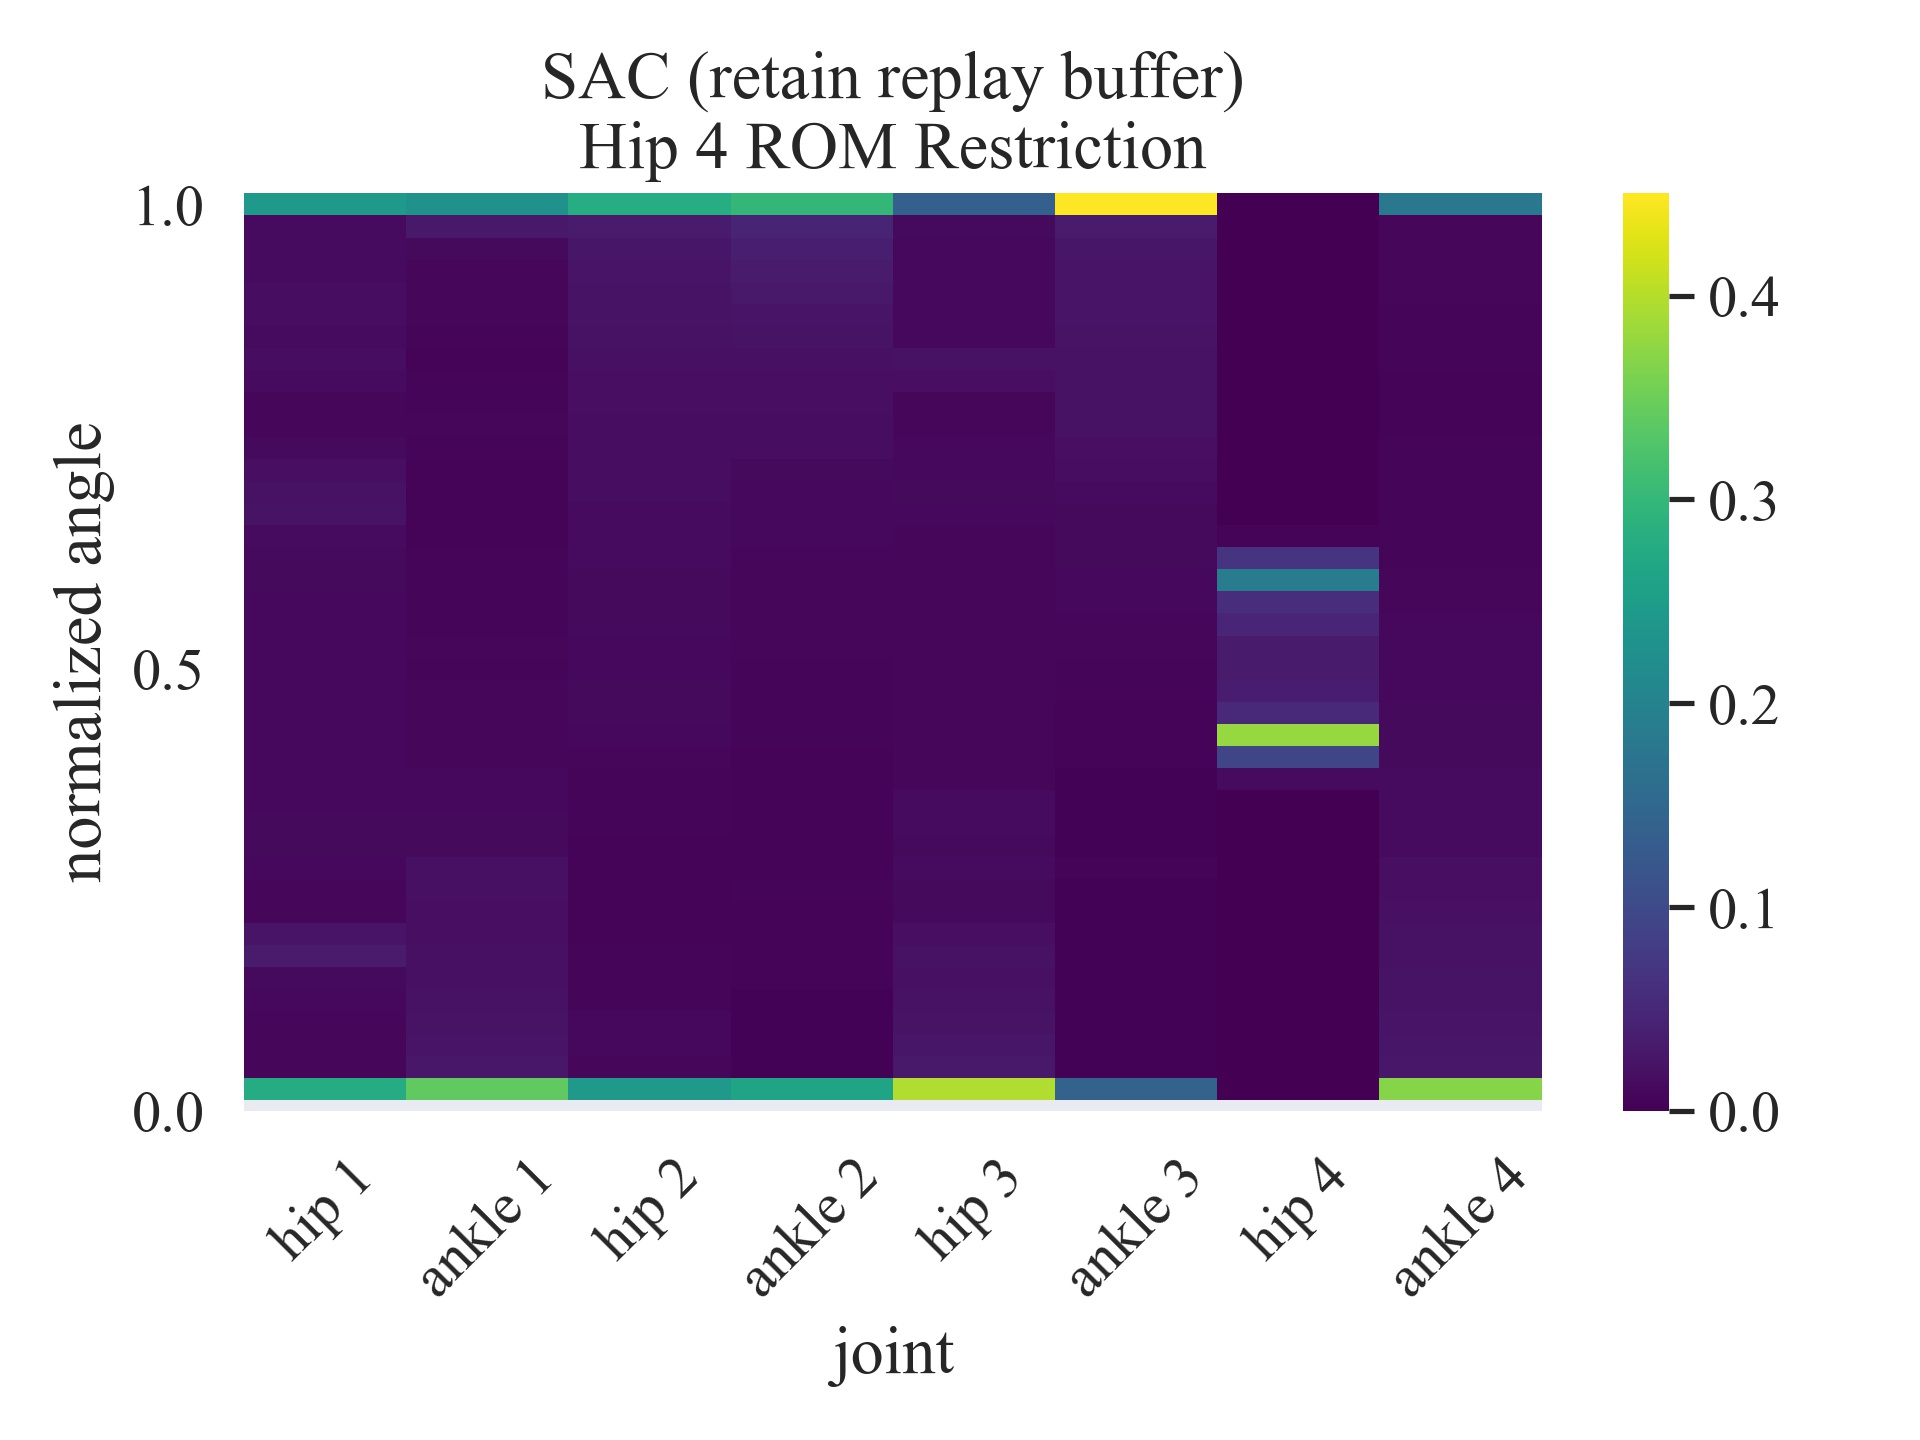 SAC (retain replay buffer)
Hip 4 ROM Restriction
1.0
0.5
0.0
normalized angle
hip 1
ankle 1
hip 2
ankle 2
hip 3
ankle 3
hip 4
ankle 4
joint
0.4
0.3
0.2
0.1
0.0